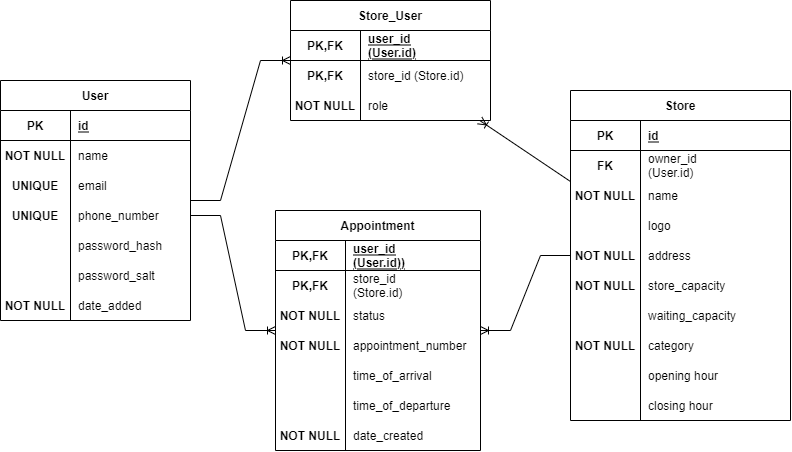 Store_User
PK,FK user_id
(User.id)
PK,FK store_id (Store.id)
NOT NULL role
User
PK id
NOT NULL name
UNIQUE email
UNIQUE phone_number
password_hash
password_salt
NOT NULL date_added
Appointment
PK,FK user_id
(User.id))
PK,FK store_id
(Store.id)
NOT NULL status
NOT NULL appointment_number
time_of_arrival
time_of_departure
NOT NULL date_created
Store
PK id
FK owner_id
(User.id)
NOT NULL name
logo
NOT NULL address
NOT NULL store_capacity
waiting_capacity
NOT NULL category
opening hour
closing hour